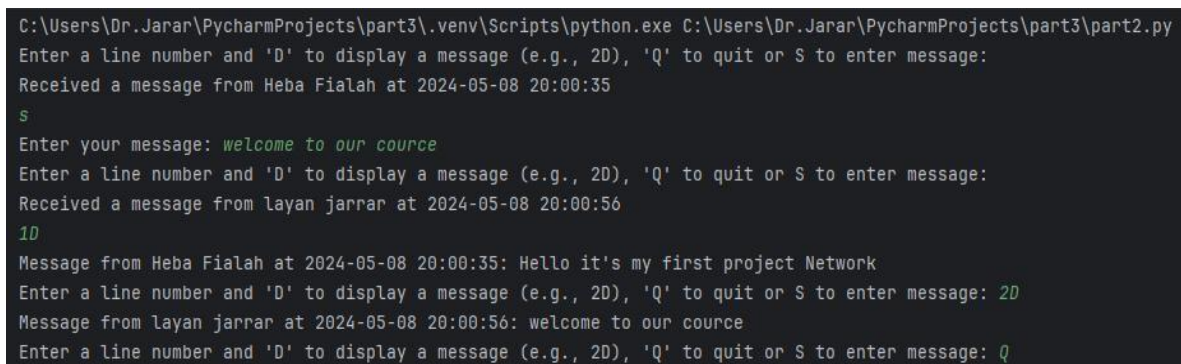 C:\Users\Dr.Jarar\PycharmProjects\part3\.venv\Scripts\python.exe C:\Users\Dr.Jarar\PycharmProjects\part3\part2.py
Enter a line number and 'D' to display a message (e.g., 2D), 'Q' to quit or S to enter message:
Received a message from Heba Fialah at 2024-05-08 20:00:35
s
Enter your message: welcome to our cource
Enter a line number and 'D' to display a message (e.g., 2D), 'Q' to quit or S to enter message:
Received a message from layan jarrar at 2024-05-08 20:00:56
1D
Message from Heba Fialah at 2024-05-08 20:00:35: Hello it's my first project Network
Enter a line number and 'D' to display a message (e.g., 2D), 'Q' to quit or S to enter message: 2D
Message from layan jarrar at 2024-05-08 20:00:56: welcome to our cource
Enter a line number and 'D' to display a message (e.g., 2D), 'Q' to quit or S to enter message: Q